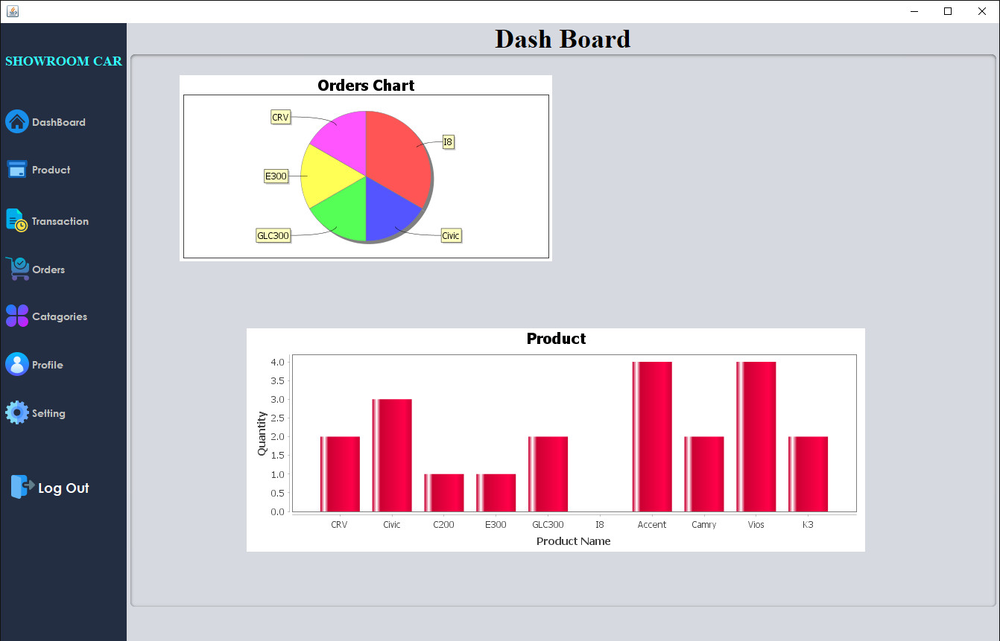 Dash Board
SHOWROOM CAR
DashBoard
Product
Transaction
Orders
Catagories
Profile
Setting
Log Out
Orders Chart
CRV
I8
E300
GLC300
Civic
Product
Quantity
4.0
3.5
3.0
2.5
2.0
1.5
1.0
0.5
0.0
CRV Civic C200 E300 GLC300 I8 Accent Camry Vios K3
Product Name